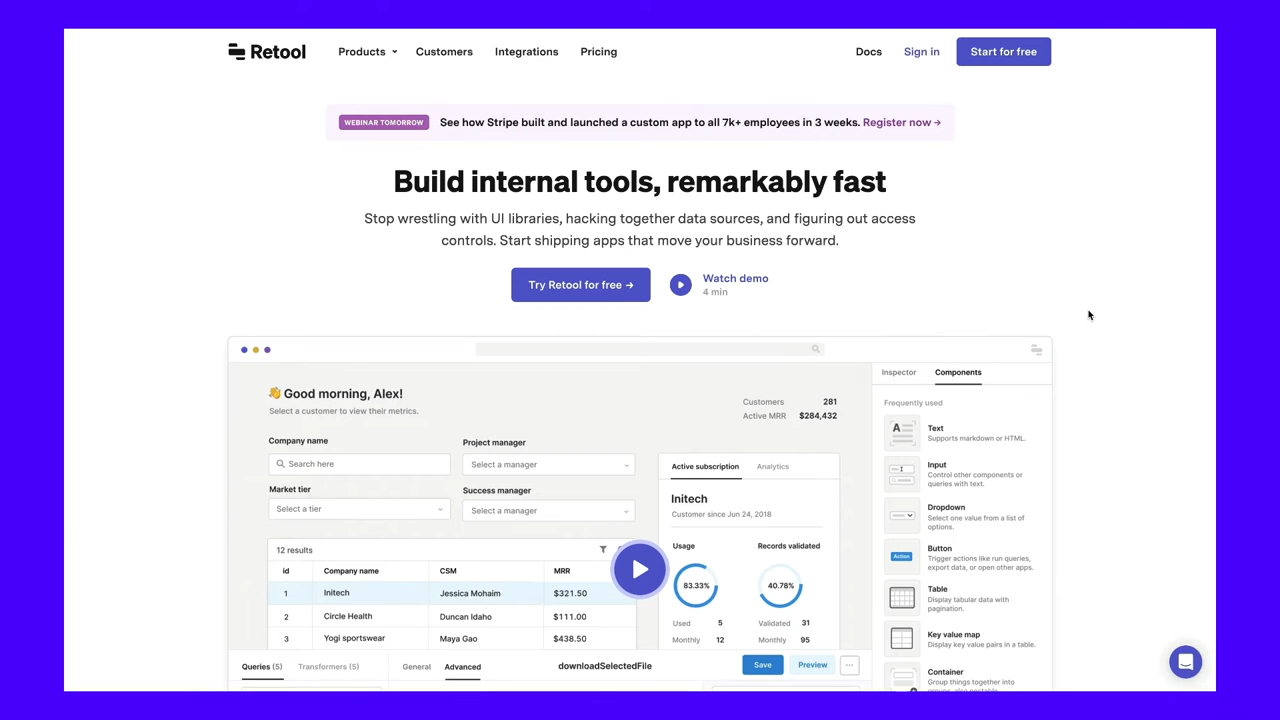 Retool
Products
Customers
Integrations
Pricing
Docs
Sign in
Start for free
WEBINAR TOMORROW See how Stripe built and launched a custom app to all 7k+ employees in 3 weeks. Register now →
Build internal tools, remarkably fast
Stop wrestling with UI libraries, hacking together data sources, and figuring out access
controls. Start shipping apps that move your business forward.
Try Retool for free →
Watch demo
4 min
👋 Good morning, Alex!
Select a customer to view their metrics.
Customers 281
Active MRR $284,432
Company name
Search here
Project manager
Select a manager
Market tier
Select a tier
Success manager
Select a manager
12 results
id Company name CSM MRR
1 Initech Jessica Mohaim $321.50
2 Circle Health Duncan Idaho $111.00
3 Yogi sportswear Maya Gao $438.50
Active subscription Analytics
Initech
Customer since Jun 24, 2018
Usage Records validated
83.33% 40.78%
Used 5 Validated 31
Monthly 12 Monthly 95
Queries (5) Transformers (5) General Advanced downloadSelectedFile Save Preview ...
Inspector Components
Frequently used
Text
Supports markdown or HTML.
Input
Control other components or
queries with text.
Dropdown
Select one value from a list of
options.
Action
Button
Trigger actions like run queries,
export data, or open other apps.
Table
Display tabular data with
pagination.
Key value map
Display key value pairs in a table.
Container
Group things together into